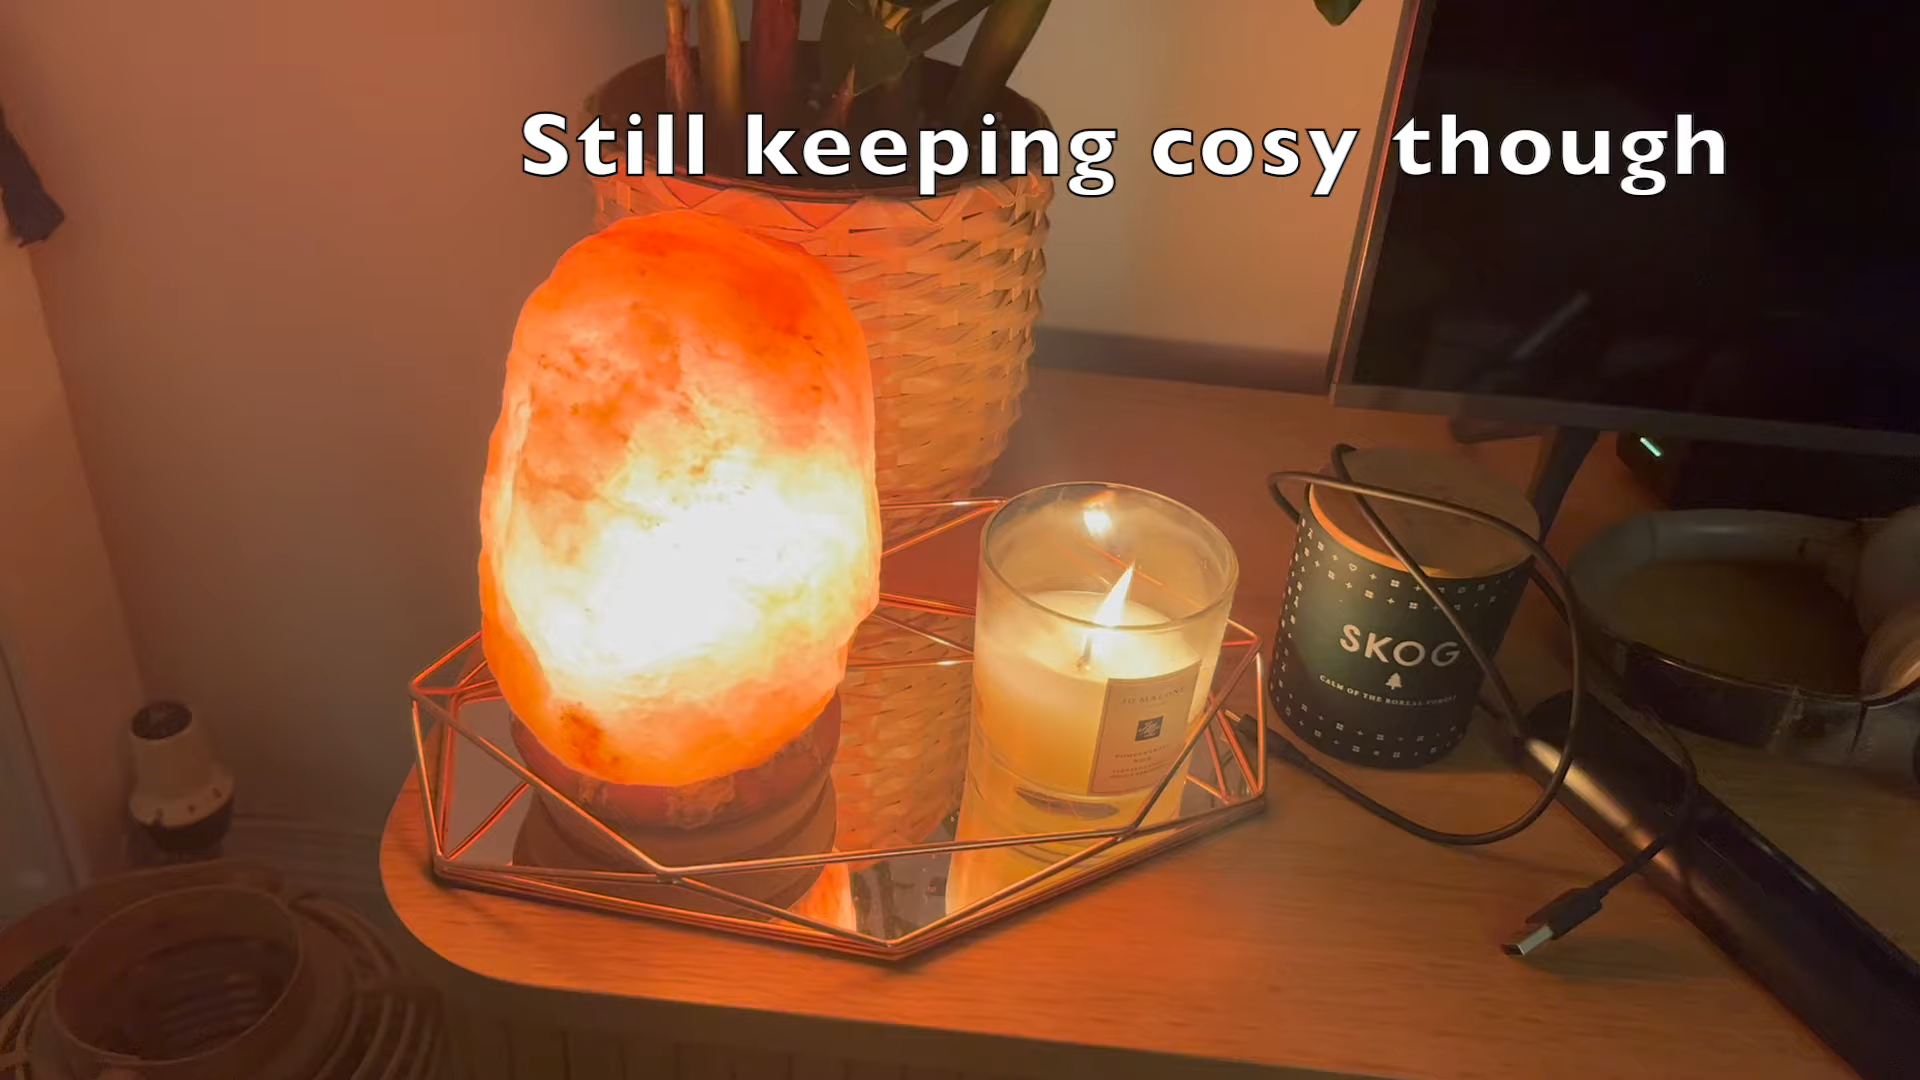 Still keeping cosy though
SKOG
CALM OF THE BOREAL FOREST
JO MALONE